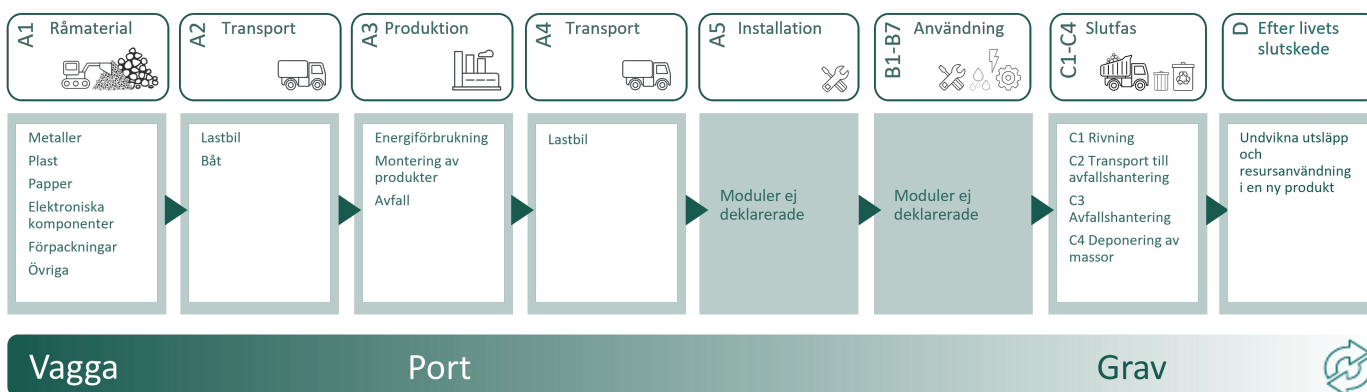 A1 Råmaterial
A2 Transport
A3 Produktion
A4 Transport
A5 Installation
B1-B7 Användning
C1-C4 Slutfas
D Efter livets
slutskede
Metaller
Plast
Papper
Elektroniska
komponenter
Förpackningar
Övriga
Lastbil
Båt
Energiförbrukning
Montering av
produkter
Avfall
Lastbil
Moduler ej
deklarerade
Moduler ej
deklarerade
C1 Rivning
C2 Transport till
avfallshantering
C3
Avfallshantering
C4 Deponering av
massor
Undvikna utsläpp
och
resursanvändning
i en ny produkt
Vagga
Port
Grav